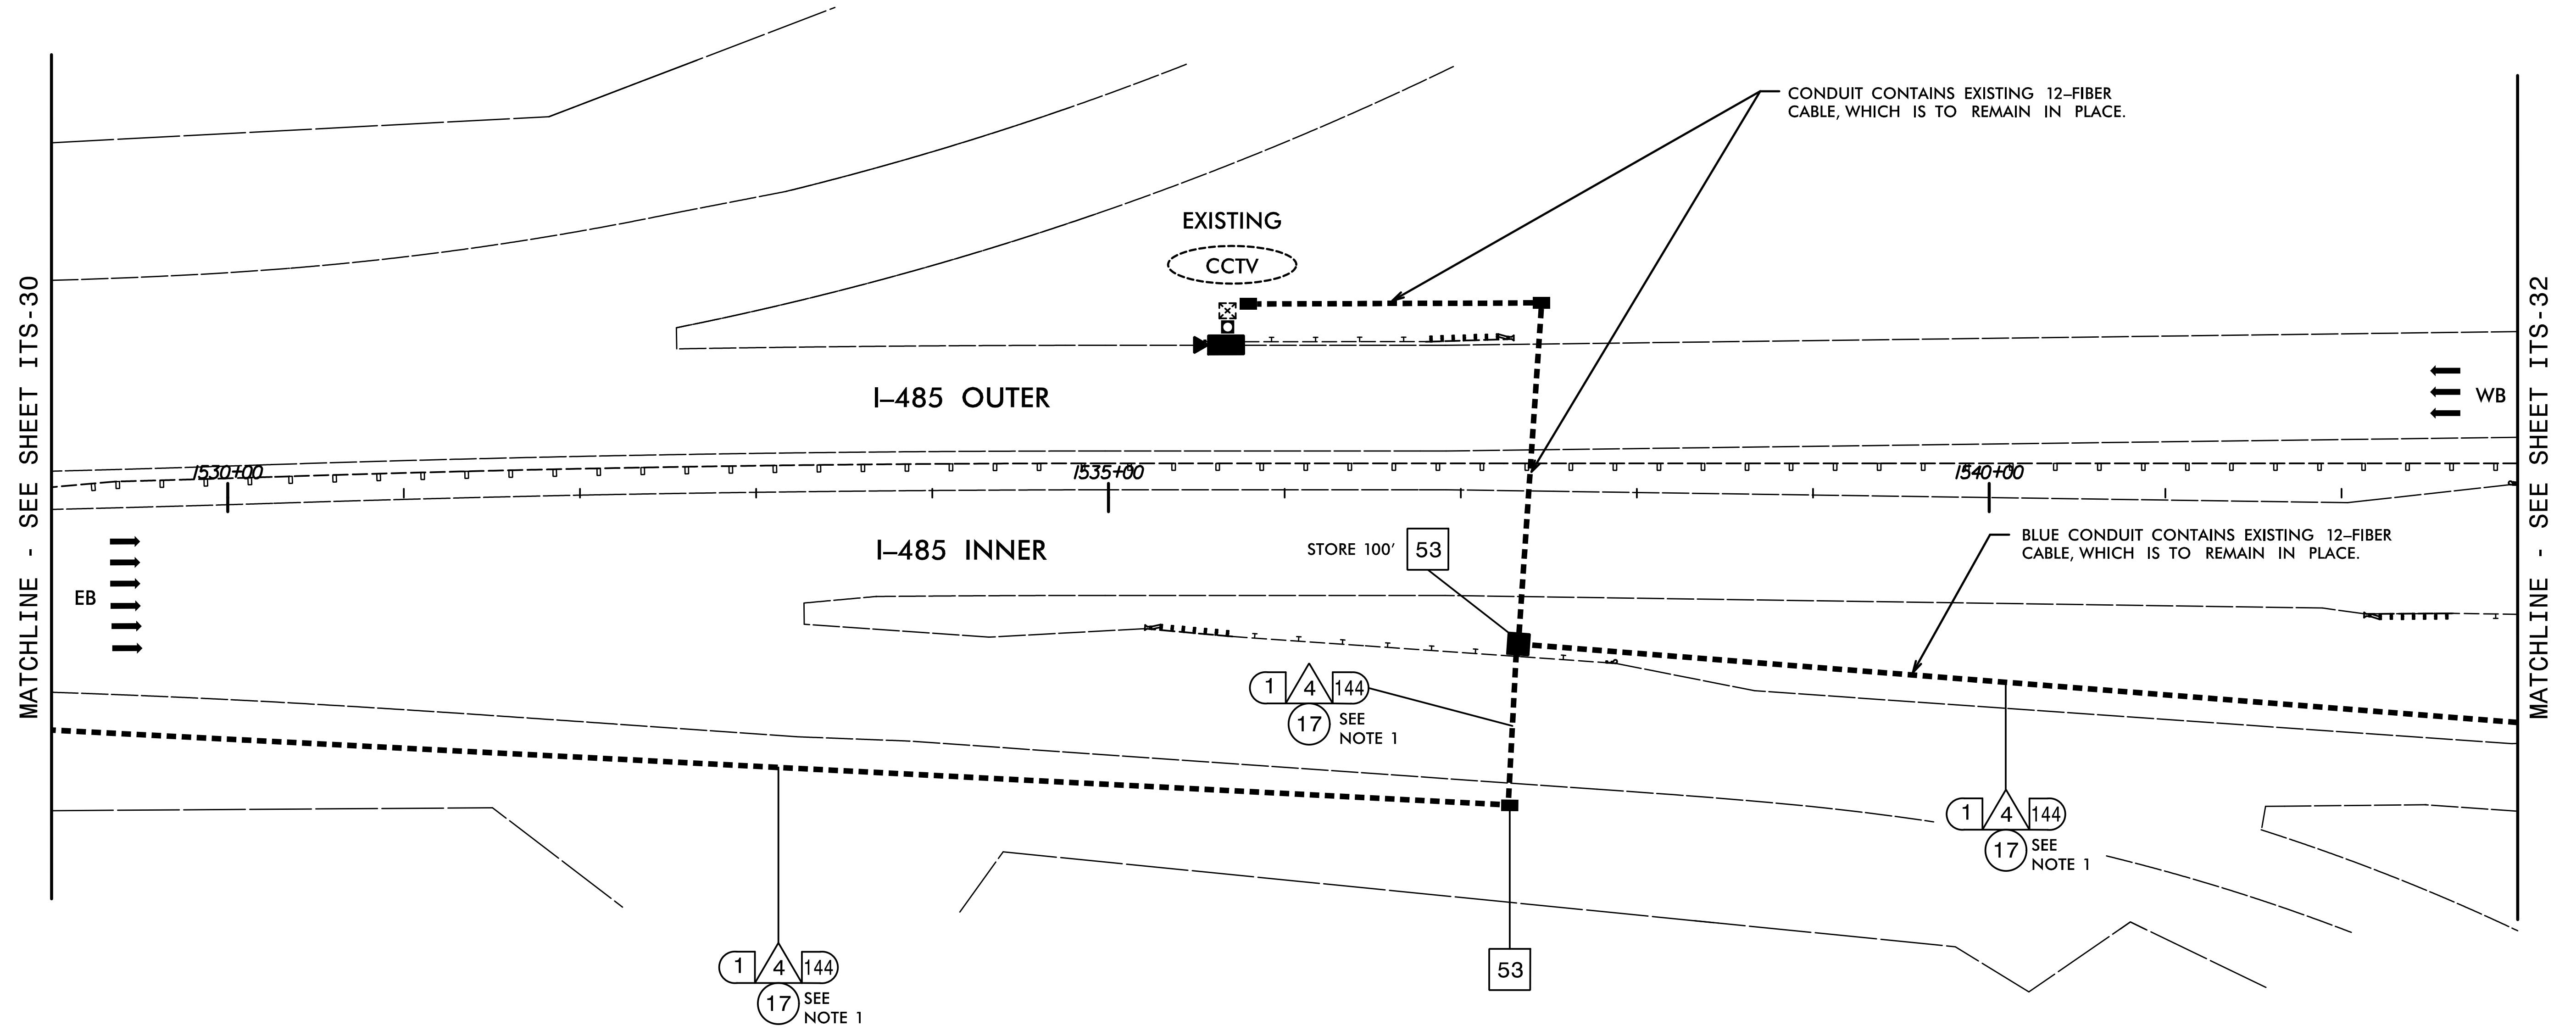 CONDUIT CONTAINS EXISTING 12–FIBER
CABLE, WHICH IS TO REMAIN IN PLACE.
EXISTING
CCTV
MATCHLINE - SEE SHEET ITS-30
MATCHLINE - SEE SHEET ITS-32
I–485 OUTER
WB
1530+00
1535+00
1540+00
I–485 INNER
STORE 100'
53
BLUE CONDUIT CONTAINS EXISTING 12–FIBER
CABLE, WHICH IS TO REMAIN IN PLACE.
EB
1 4 144
17 SEE
NOTE 1
1 4 144
17 SEE
NOTE 1
1 4 144
17 SEE
NOTE 1
53